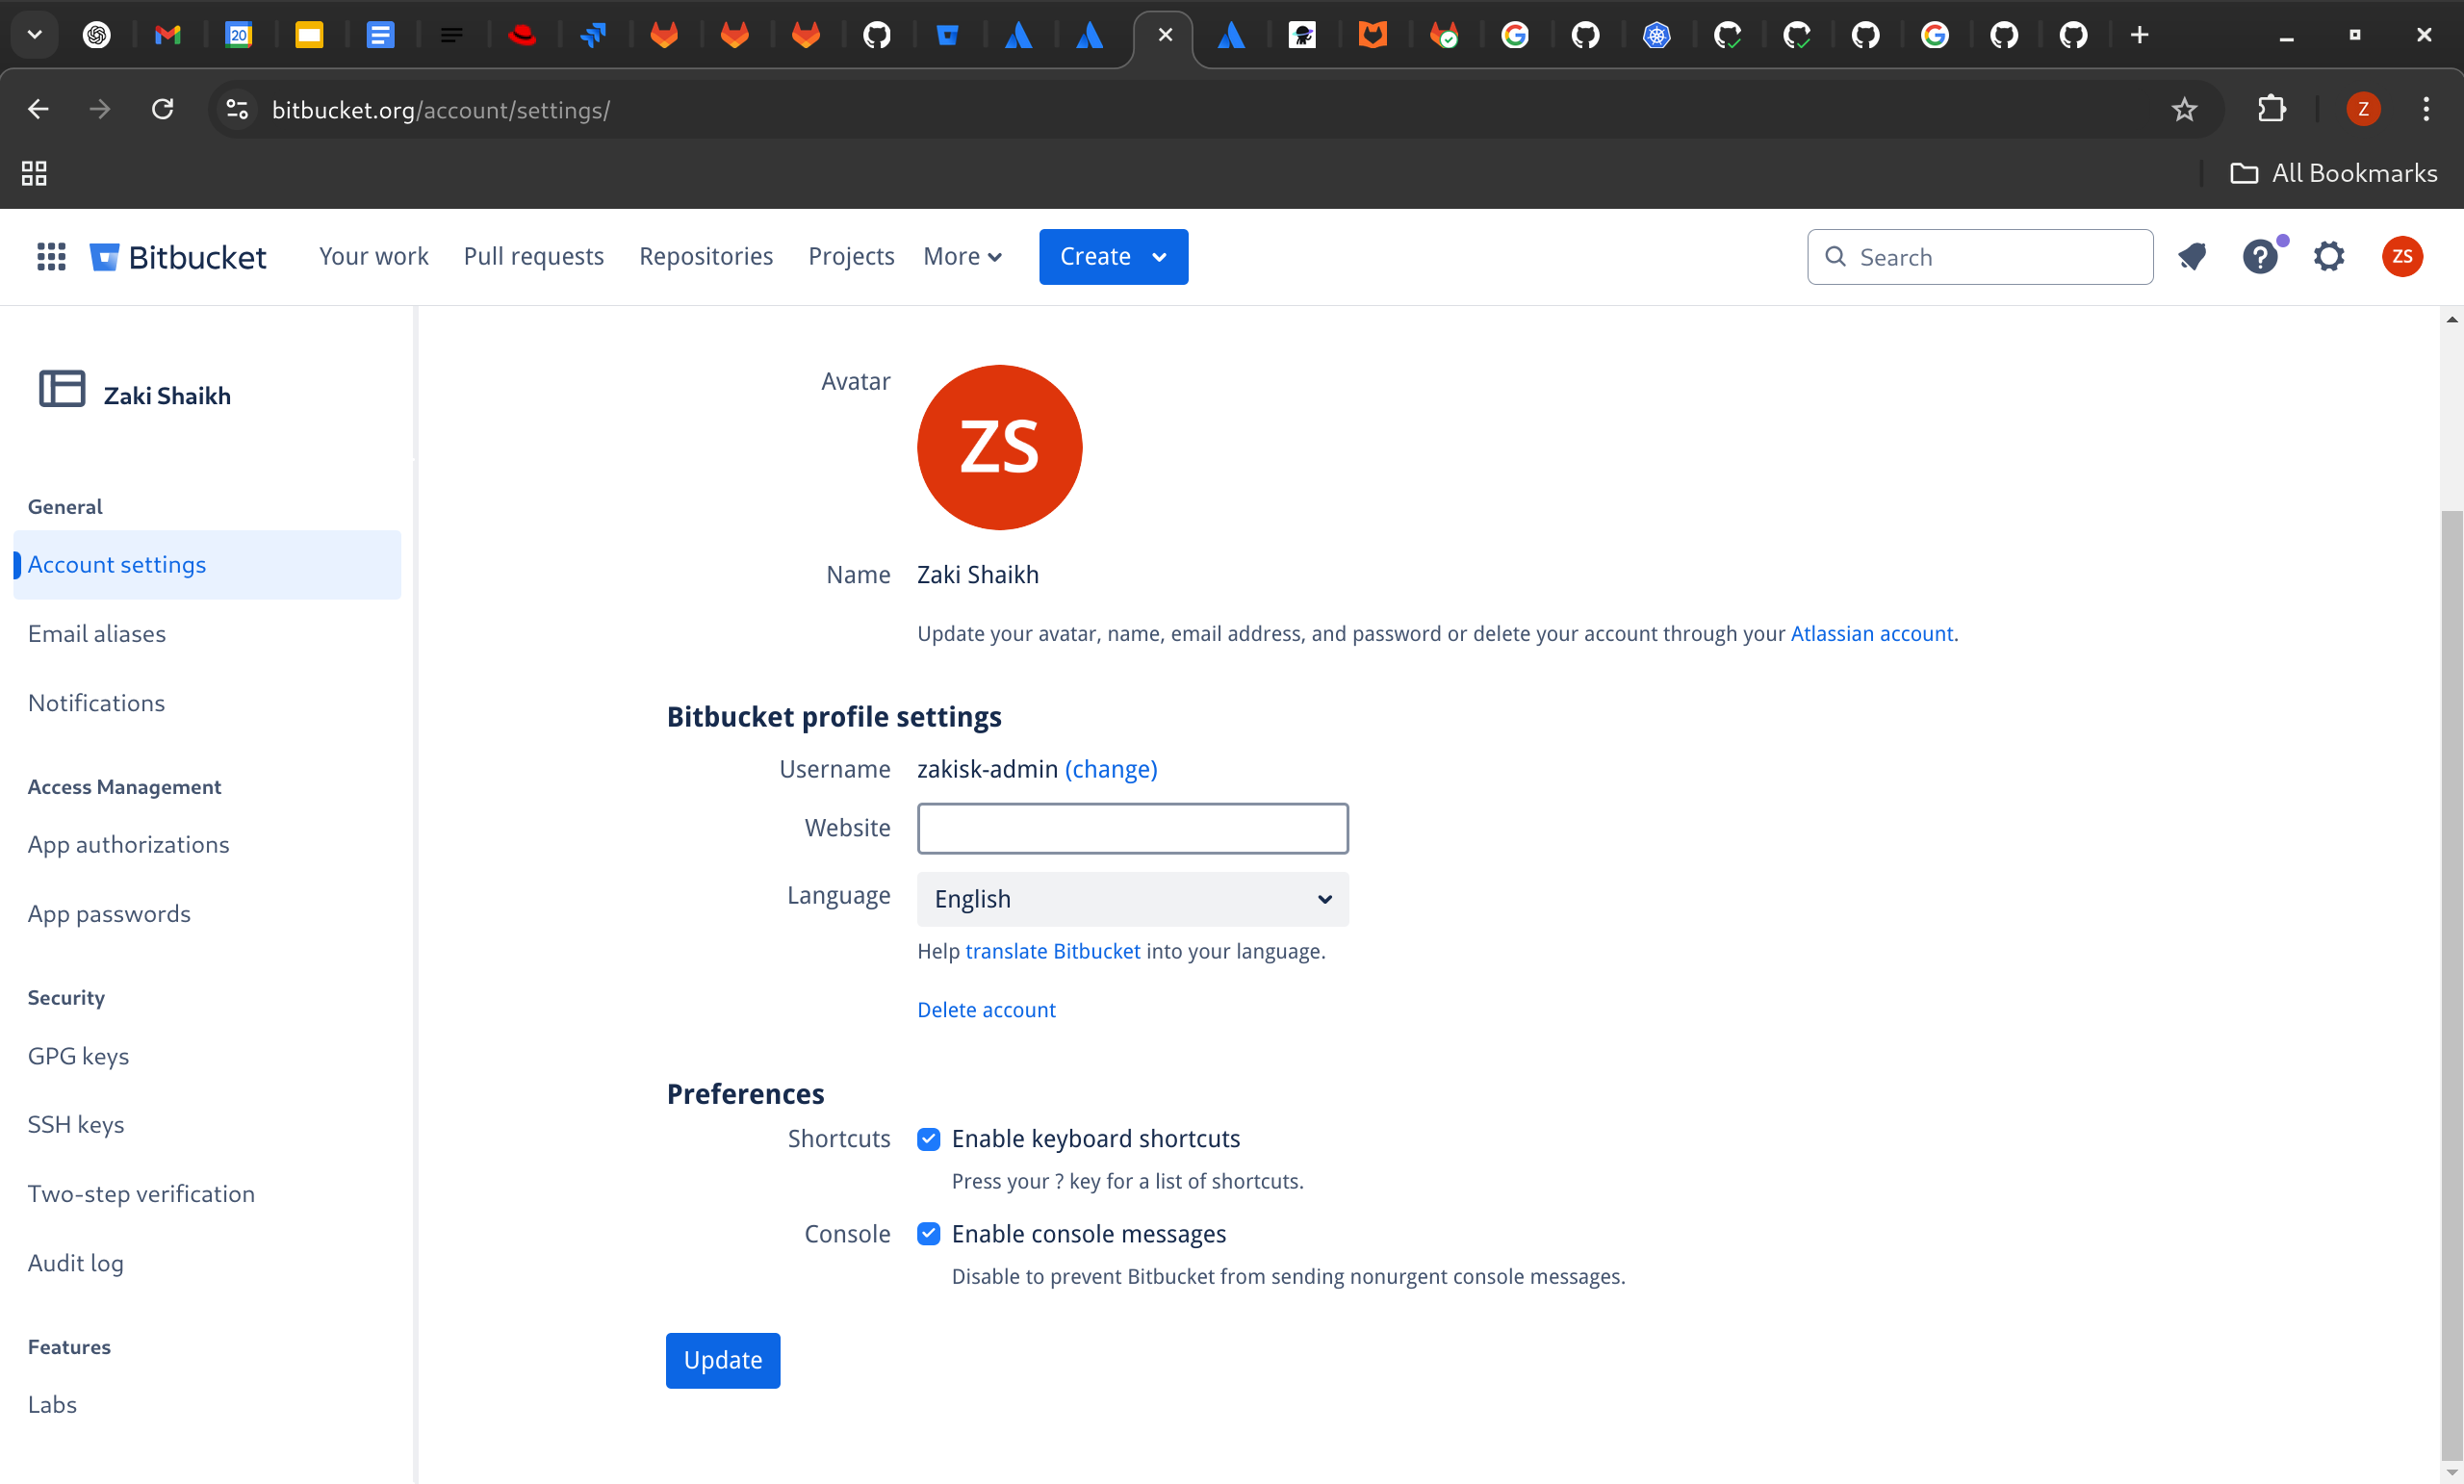 20
bitbucket.org/account/settings/
Z
All Bookmarks
Bitbucket
Your work
Pull requests
Repositories
Projects
More
Create
Search
ZS
Zaki Shaikh
General
Account settings
Email aliases
Notifications
Access Management
App authorizations
App passwords
Security
GPG keys
SSH keys
Two-step verification
Audit log
Features
Labs
Avatar
ZS
Name Zaki Shaikh
Update your avatar, name, email address, and password or delete your account through your Atlassian account.
Bitbucket profile settings
Username zakisk-admin (change)
Website
Language English
Help translate Bitbucket into your language.
Delete account
Preferences
Shortcuts Enable keyboard shortcuts
Press your ? key for a list of shortcuts.
Console Enable console messages
Disable to prevent Bitbucket from sending nonurgent console messages.
Update